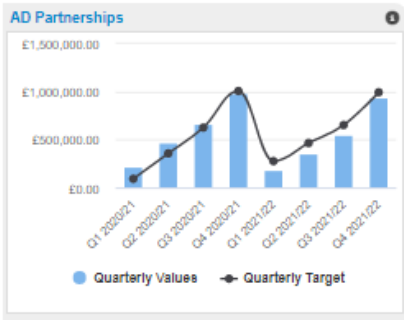 AD Partnerships
£1,500,000.00
£1,000,000.00
£500,000.00
£0.00
Q1 2020/21
Q2 2020/21
Q3 2020/21
Q4 2020/21
Q1 2021/22
Q2 2021/22
Q3 2021/22
Q4 2021/22
Quarterly Values Quarterly Target